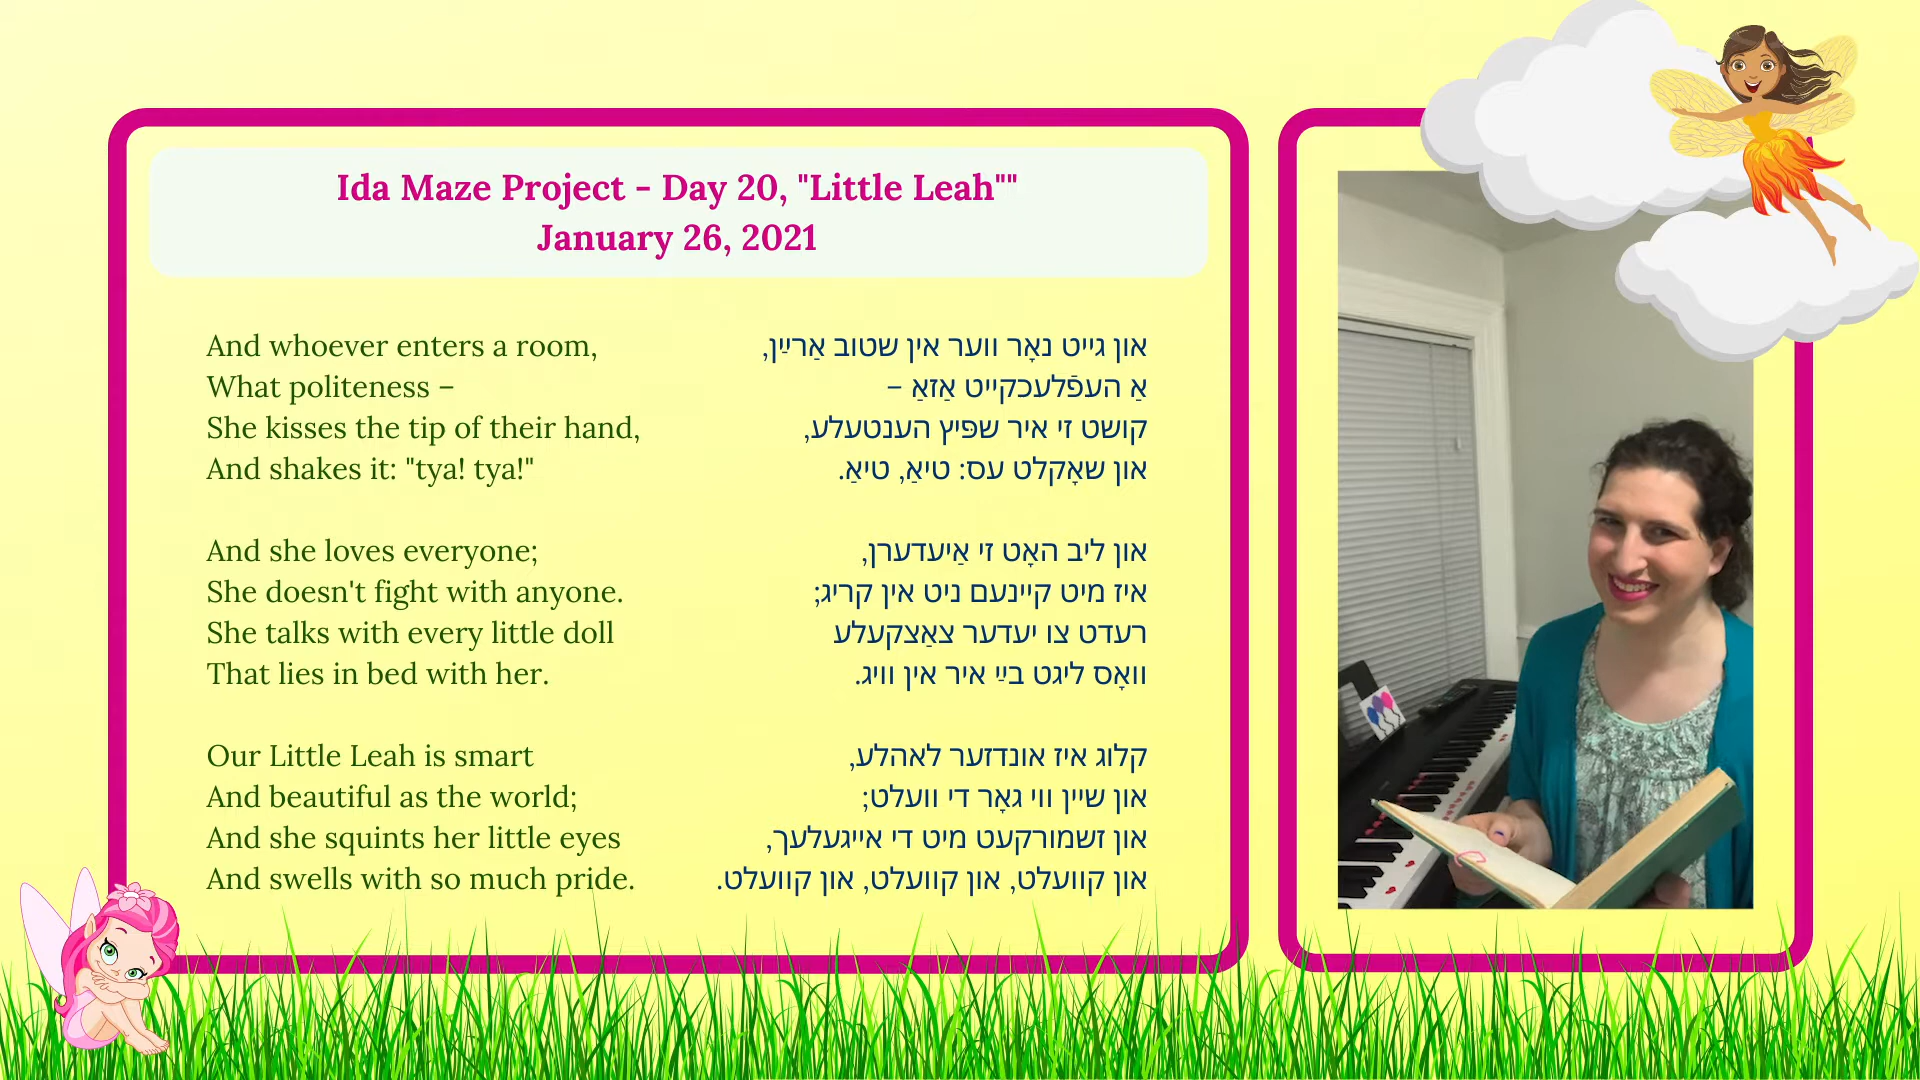 Ida Maze Project - Day 20, "Little Leah""
January 26, 2021
And whoever enters a room,
What politeness –
She kisses the tip of their hand,
And shakes it: "tya! tya!"
And she loves everyone;
She doesn't fight with anyone.
She talks with every little doll
That lies in bed with her.
Our Little Leah is smart
And beautiful as the world;
And she squints her little eyes
And swells with so much pride.
און גייט נאָר ווער אין שטוב אַרײַן,
אַ העפֿלעכקייט אַזאַ –
קושט זי איר שפּיץ הענטעלע,
און שאָקלט עס: טיאַ, טיאַ.
און ליב האָט זי אַיעדערן,
איז מיט קיינעם ניט אין קריג;
רעדט צו יעדער צאַצקעלע
וואָס ליגט בײַ איר אין וויג.
קלוג איז אונדזער לאהלע,
און שיין ווי גאָר די וועלט;
און זשמורקעט מיט די אייגעלעך,
און קוועלט, און קוועלט, און קוועלט.